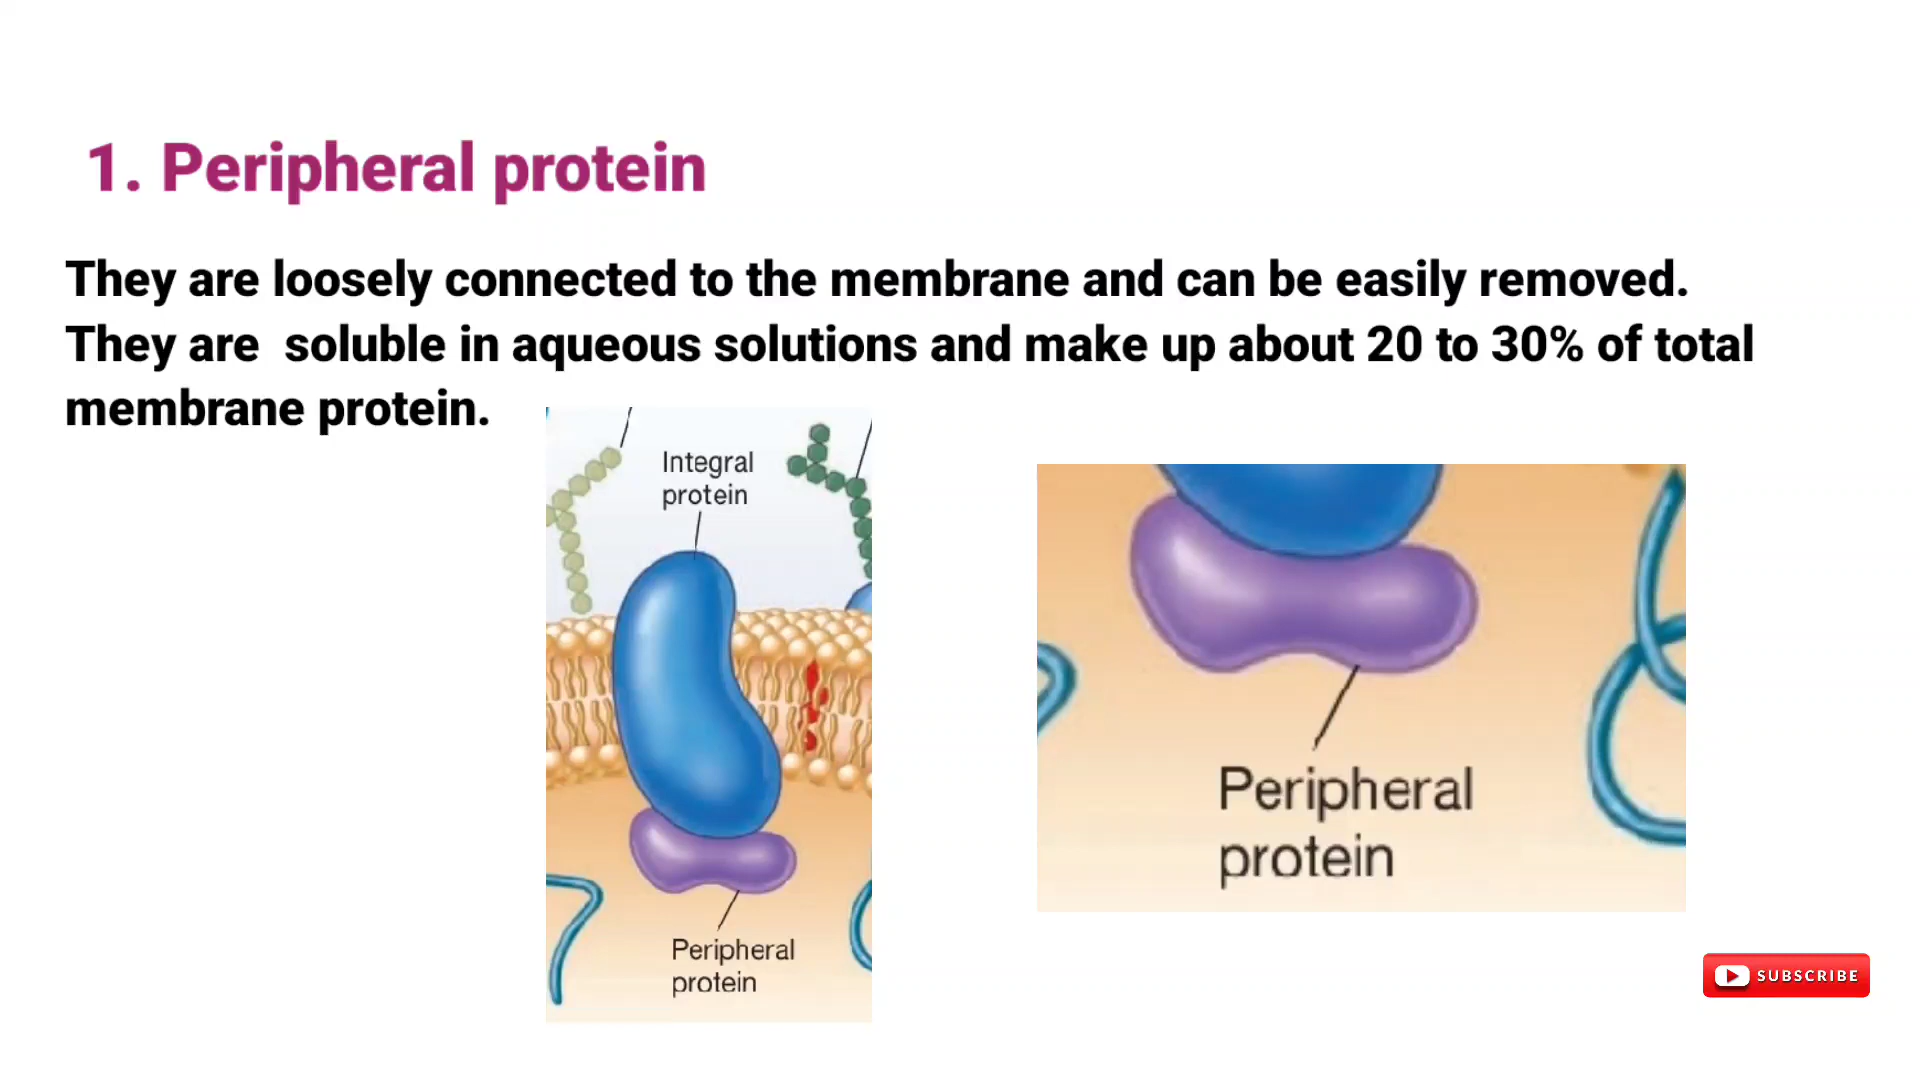 1. Peripheral protein
They are loosely connected to the membrane and can be easily removed.
They are  soluble in aqueous solutions and make up about 20 to 30% of total
membrane protein.
Integral
protein
Peripheral
protein
Peripheral
protein
SUBSCRIBE